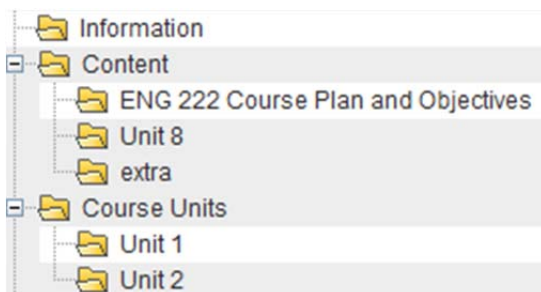 Information
Content
ENG 222 Course Plan and Objectives
Unit 8
extra
Course Units
Unit 1
Unit 2